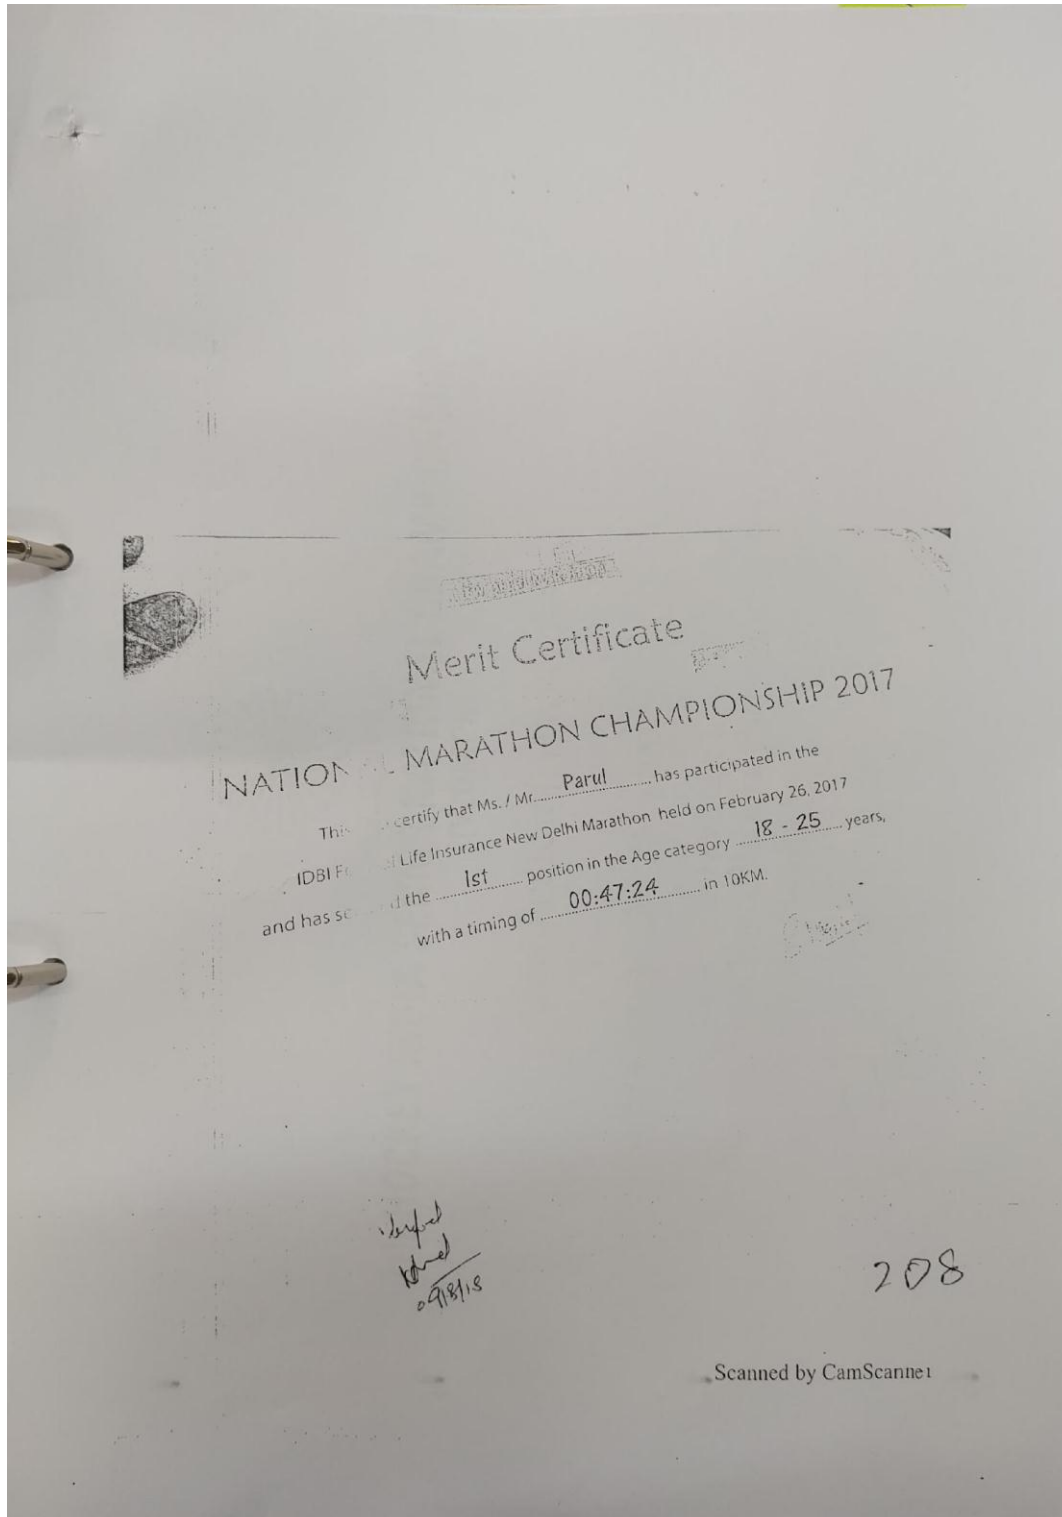 Merit Certificate
NATION L MARATHON CHAMPIONSHIP 2017
This certify that Ms. / Mr. Parul has participated in the
IDBI F Life Insurance New Delhi Marathon held on February 26, 2017
and has se d the 1st position in the Age category 18 - 25 years,
with a timing of 00:47:24 in 10KM.
Verified
208
Scanned by CamScanner